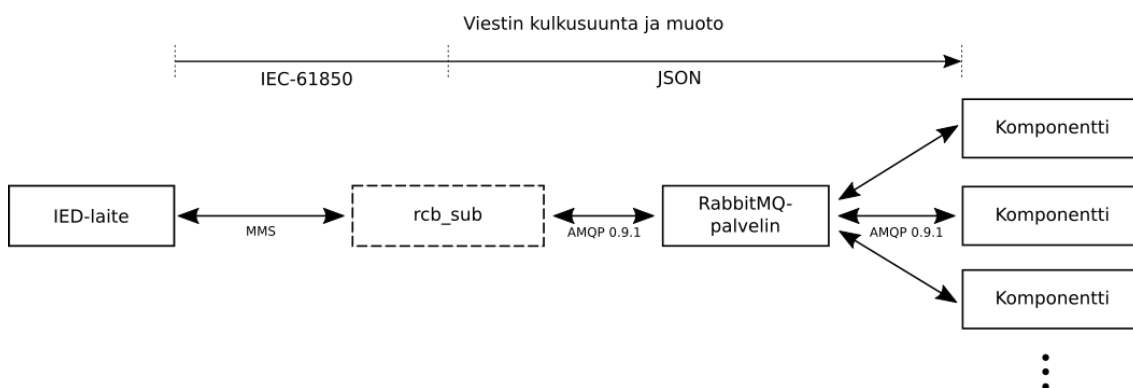 Viestin kulkusuunta ja muoto
IEC-61850
JSON
Komponentti
IED-laite
MMS
rcb_sub
AMQP 0.9.1
RabbitMQ-
palvelin
AMQP 0.9.1
Komponentti
Komponentti